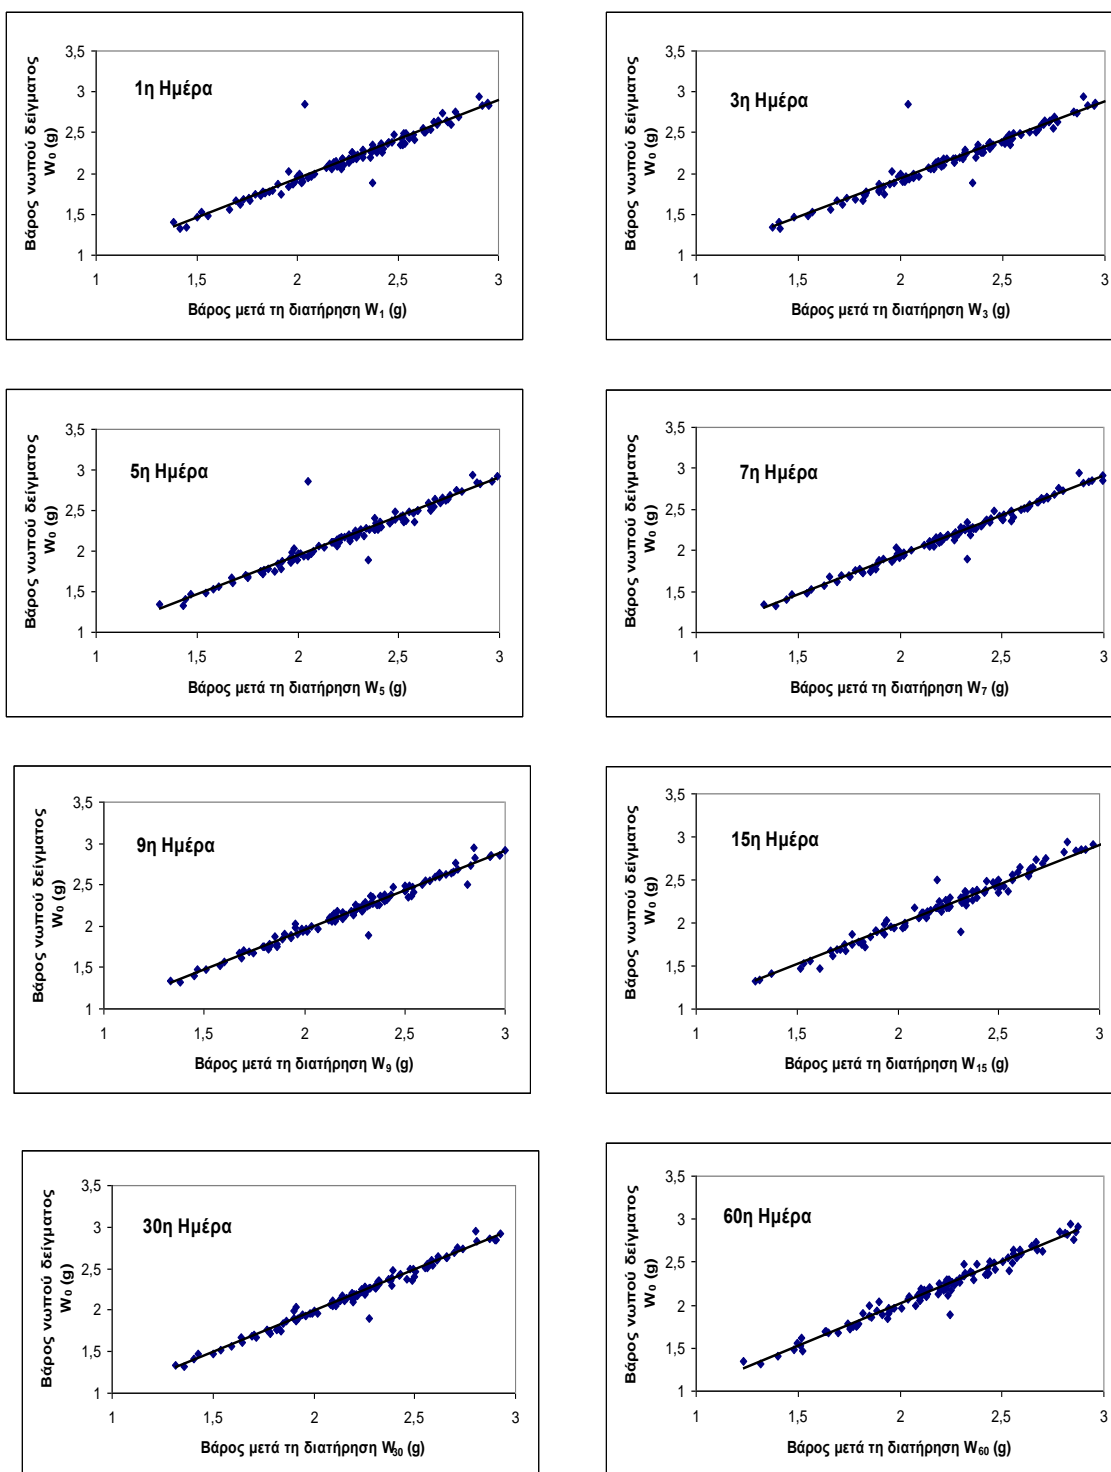 3,5
3
2,5
2
1,5
1
Βάρος νωπού δείγματος
W₀ (g)
1η Ημέρα
1 1,5 2 2,5 3
Βάρος μετά τη διατήρηση W₁ (g)
3,5
3
2,5
2
1,5
1
Βάρος νωπού δείγματος
W₀ (g)
3η Ημέρα
1 1,5 2 2,5 3
Βάρος μετά τη διατήρηση W₃ (g)
3,5
3
2,5
2
1,5
1
Βάρος νωπού δείγματος
W₀ (g)
5η Ημέρα
1 1,5 2 2,5 3
Βάρος μετά τη διατήρηση W₅ (g)
3,5
3
2,5
2
1,5
1
Βάρος νωπού δείγματος
W₀ (g)
7η Ημέρα
1 1,5 2 2,5 3
Βάρος μετά τη διατήρηση W₇ (g)
3,5
3
2,5
2
1,5
1
Βάρος νωπού δείγματος
W₀ (g)
9η Ημέρα
1 1,5 2 2,5 3
Βάρος μετά τη διατήρηση W₉ (g)
3,5
3
2,5
2
1,5
1
Βάρος νωπού δείγματος
W₀ (g)
15η Ημέρα
1 1,5 2 2,5 3
Βάρος μετά τη διατήρηση W₁₅ (g)
3,5
3
2,5
2
1,5
1
Βάρος νωπού δείγματος
W₀ (g)
30η Ημέρα
1 1,5 2 2,5 3
Βάρος μετά τη διατήρηση W₃₀ (g)
3,5
3
2,5
2
1,5
1
Βάρος νωπού δείγματος
W₀ (g)
60η Ημέρα
1 1,5 2 2,5 3
Βάρος μετά τη διατήρηση W₆₀ (g)